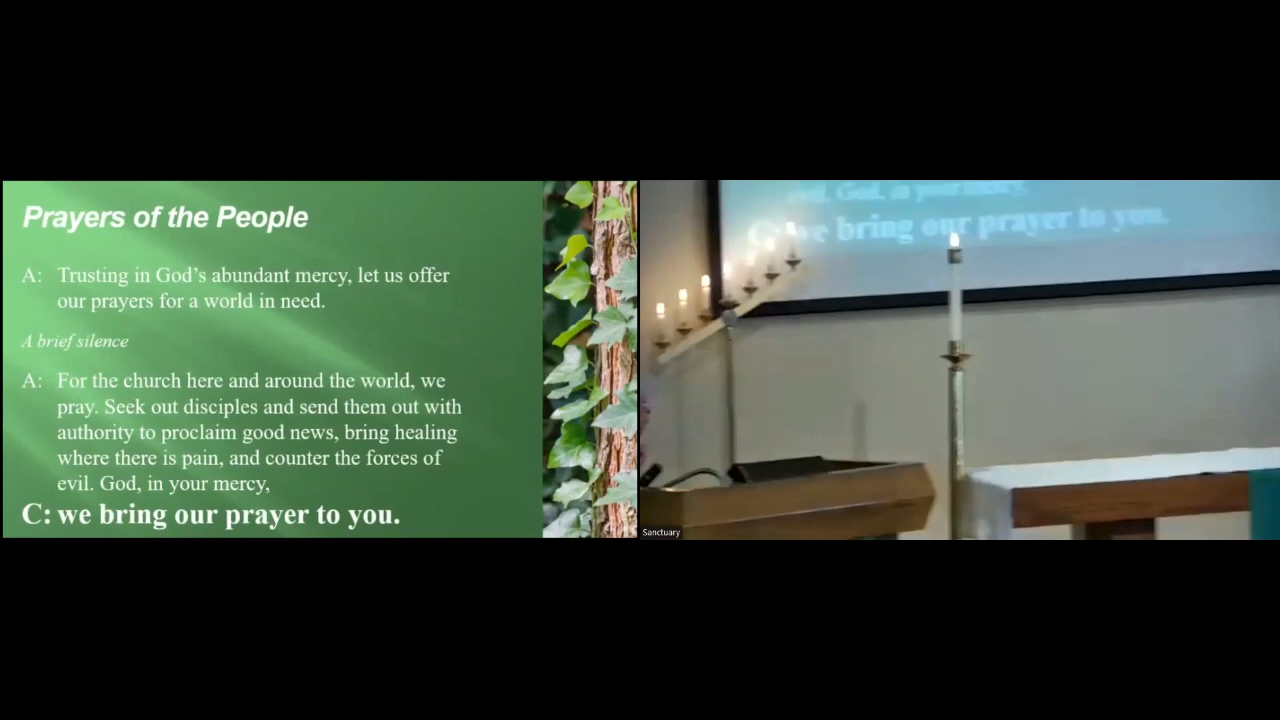 Prayers of the People
A: Trusting in God's abundant mercy, let us offer
our prayers for a world in need.
A brief silence
A: For the church here and around the world, we
pray. Seek out disciples and send them out with
authority to proclaim good news, bring healing
where there is pain, and counter the forces of
evil. God, in your mercy,
C: we bring our prayer to you.
evil. God, in your mercy,
C: we bring our prayer to you.
Sanctuary